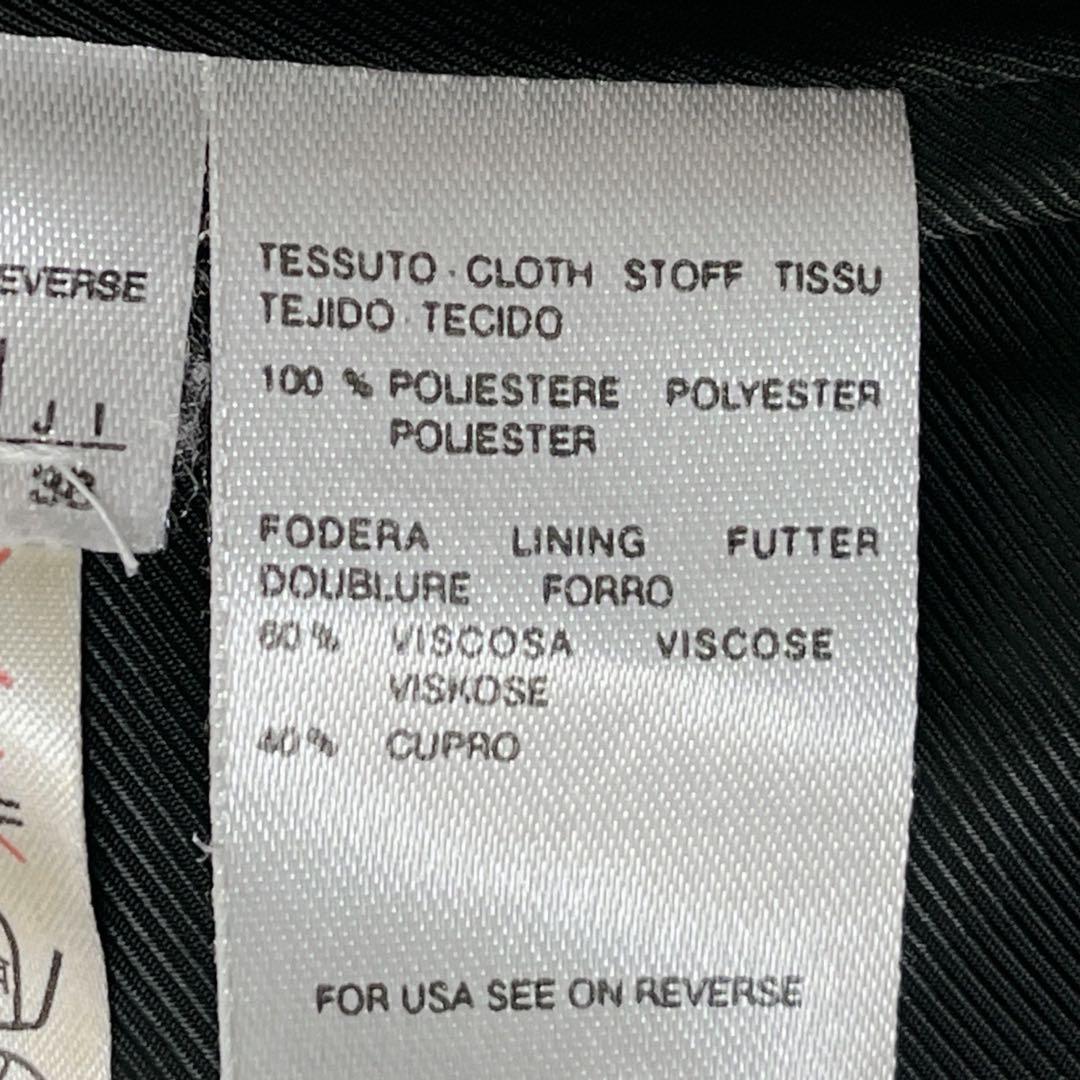 EVERSE
J I
38
TESSUTO · CLOTH STOFF TISSU
TEJIDO · TECIDO
100 % POLIESTERE POLYESTER
POLIESTER
FODERA LINING FUTTER
DOUBLURE FORRO
60% VISCOSA VISCOSE
VISKOSE
40% CUPRO
FOR USA SEE ON REVERSE